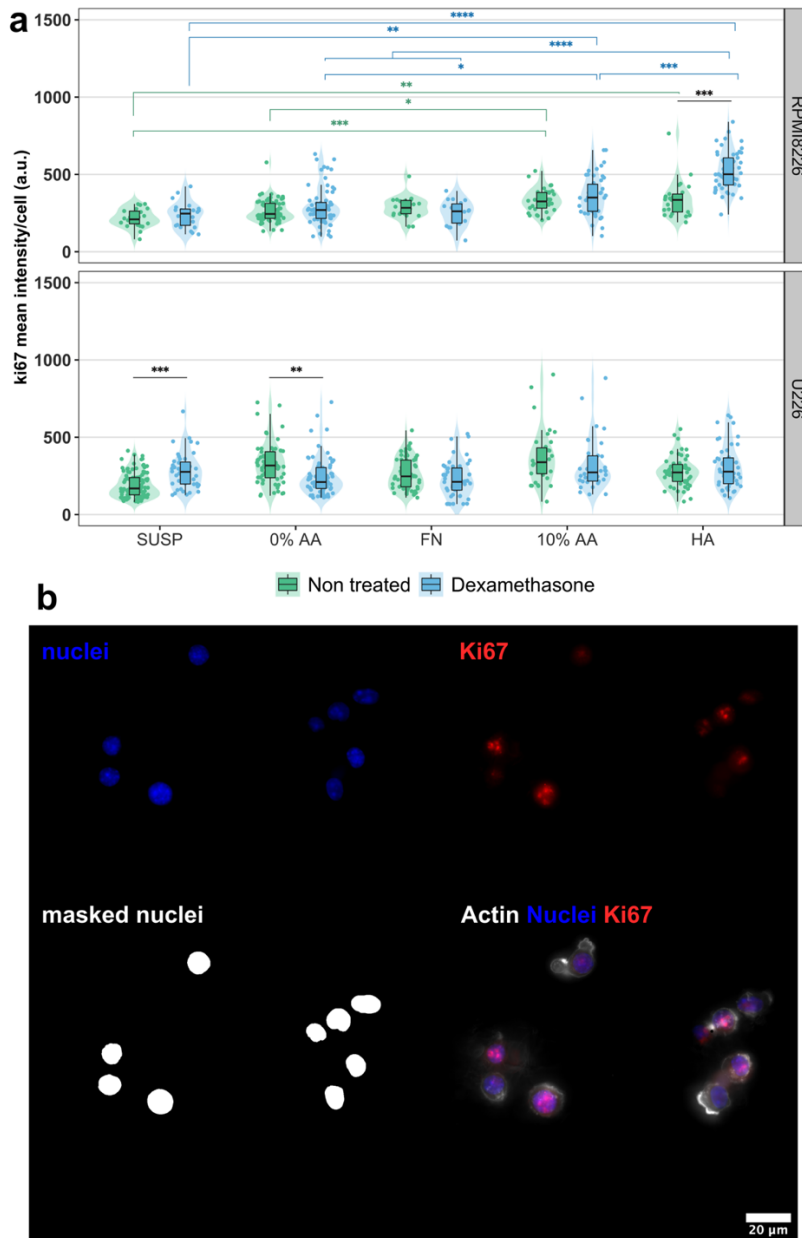 a
1500
1000
500
0
****
**
****
*
***
**
*
***
***
RPMI8226
1500
1000
500
0
***
**
U226
ki67 mean intensity/cell (a.u.)
SUSP 0% AA FN 10% AA HA
Non treated Dexamethasone
b
nuclei Ki67
masked nuclei Actin Nuclei Ki67
20 µm